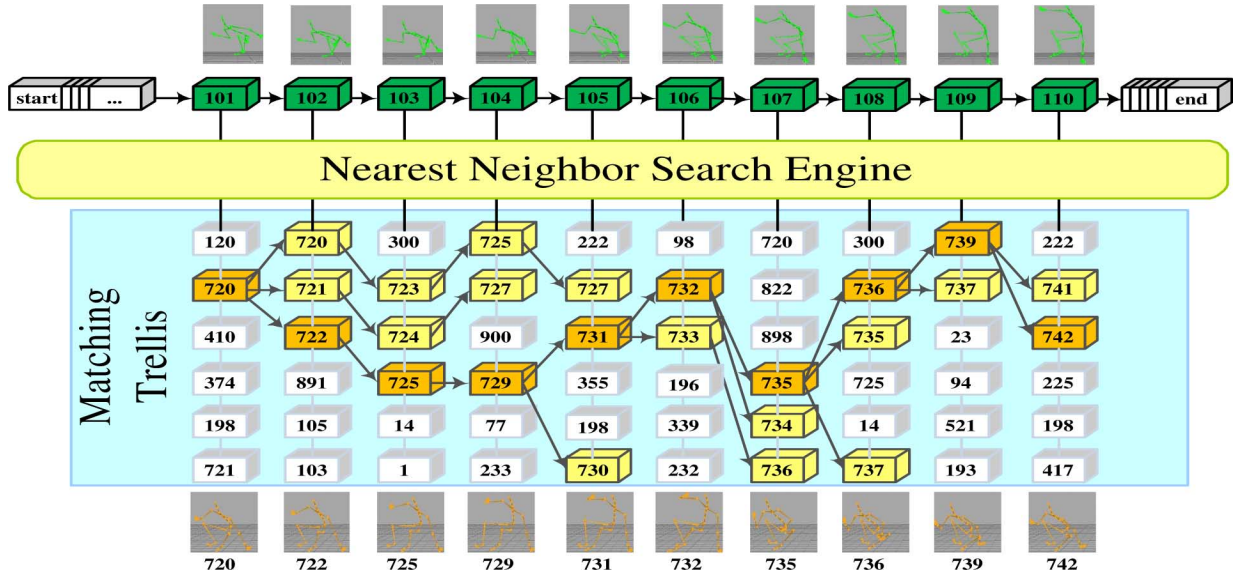 start ... 101 102 103 104 105 106 107 108 109 110 end
Nearest Neighbor Search Engine
Matching
Trellis
120 720 300 725 222 98 720 300 739 222
720 721 723 727 727 732 822 736 737 741
410 722 724 900 731 733 898 735 23 742
374 891 725 729 355 196 735 725 94 225
198 105 14 77 198 339 734 14 521 198
721 103 1 233 730 232 736 737 193 417
720 722 725 729 731 732 735 736 739 742